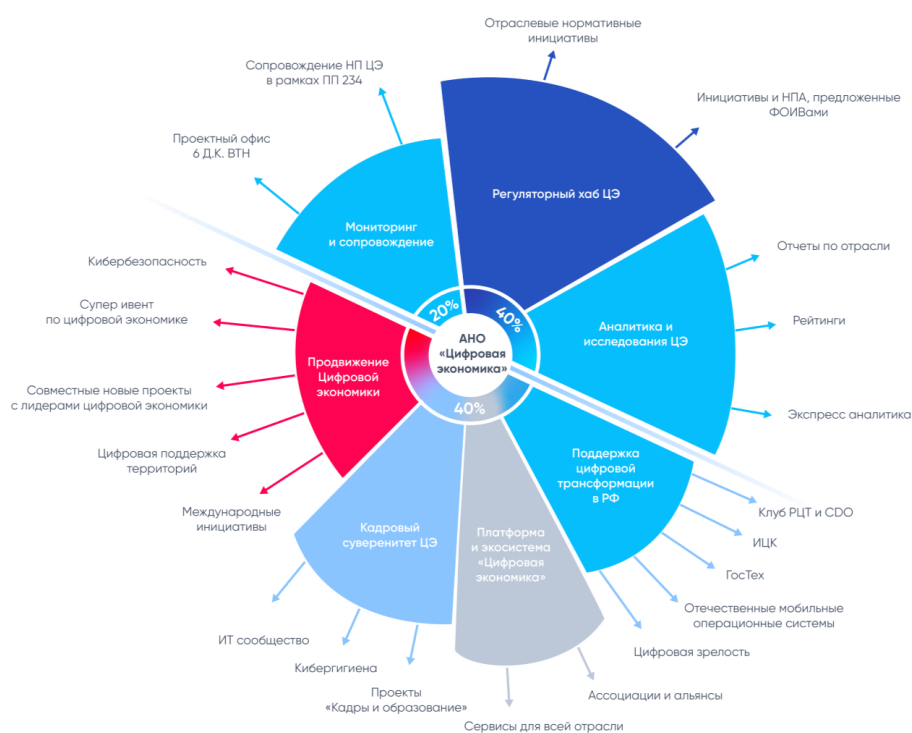 Отраслевые нормативные
инициативы
Сопровождение НП ЦЭ
в рамках ПП 234
Инициативы и НПА, предложенные
ФОИВами
Проектный офис
6 Д.К. ВТН
Регуляторный хаб ЦЭ
Мониторинг
и сопровождение
Отчеты по отрасли
Кибербезопасность
Супер ивент
по цифровой экономике
20%
40%
Рейтинги
Аналитика и
исследования ЦЭ
АНО
«Цифровая
экономика»
Продвижение
Цифровой
экономики
Совместные новые проекты
с лидерами цифровой экономики
40%
Экспресс аналитика
Цифровая поддержка
территорий
Поддержка
цифровой
трансформации
в РФ
Международные
инициативы
Клуб РЦТ и CDO
Кадровый
суверенитет ЦЭ
Платформа
и экосистема
«Цифровая
экономика»
ИЦК
ГосТех
Отечественные мобильные
операционные системы
ИТ сообщество
Цифровая зрелость
Кибергигиена
Проекты
«Кадры и образование»
Ассоциации и альянсы
Сервисы для всей отрасли